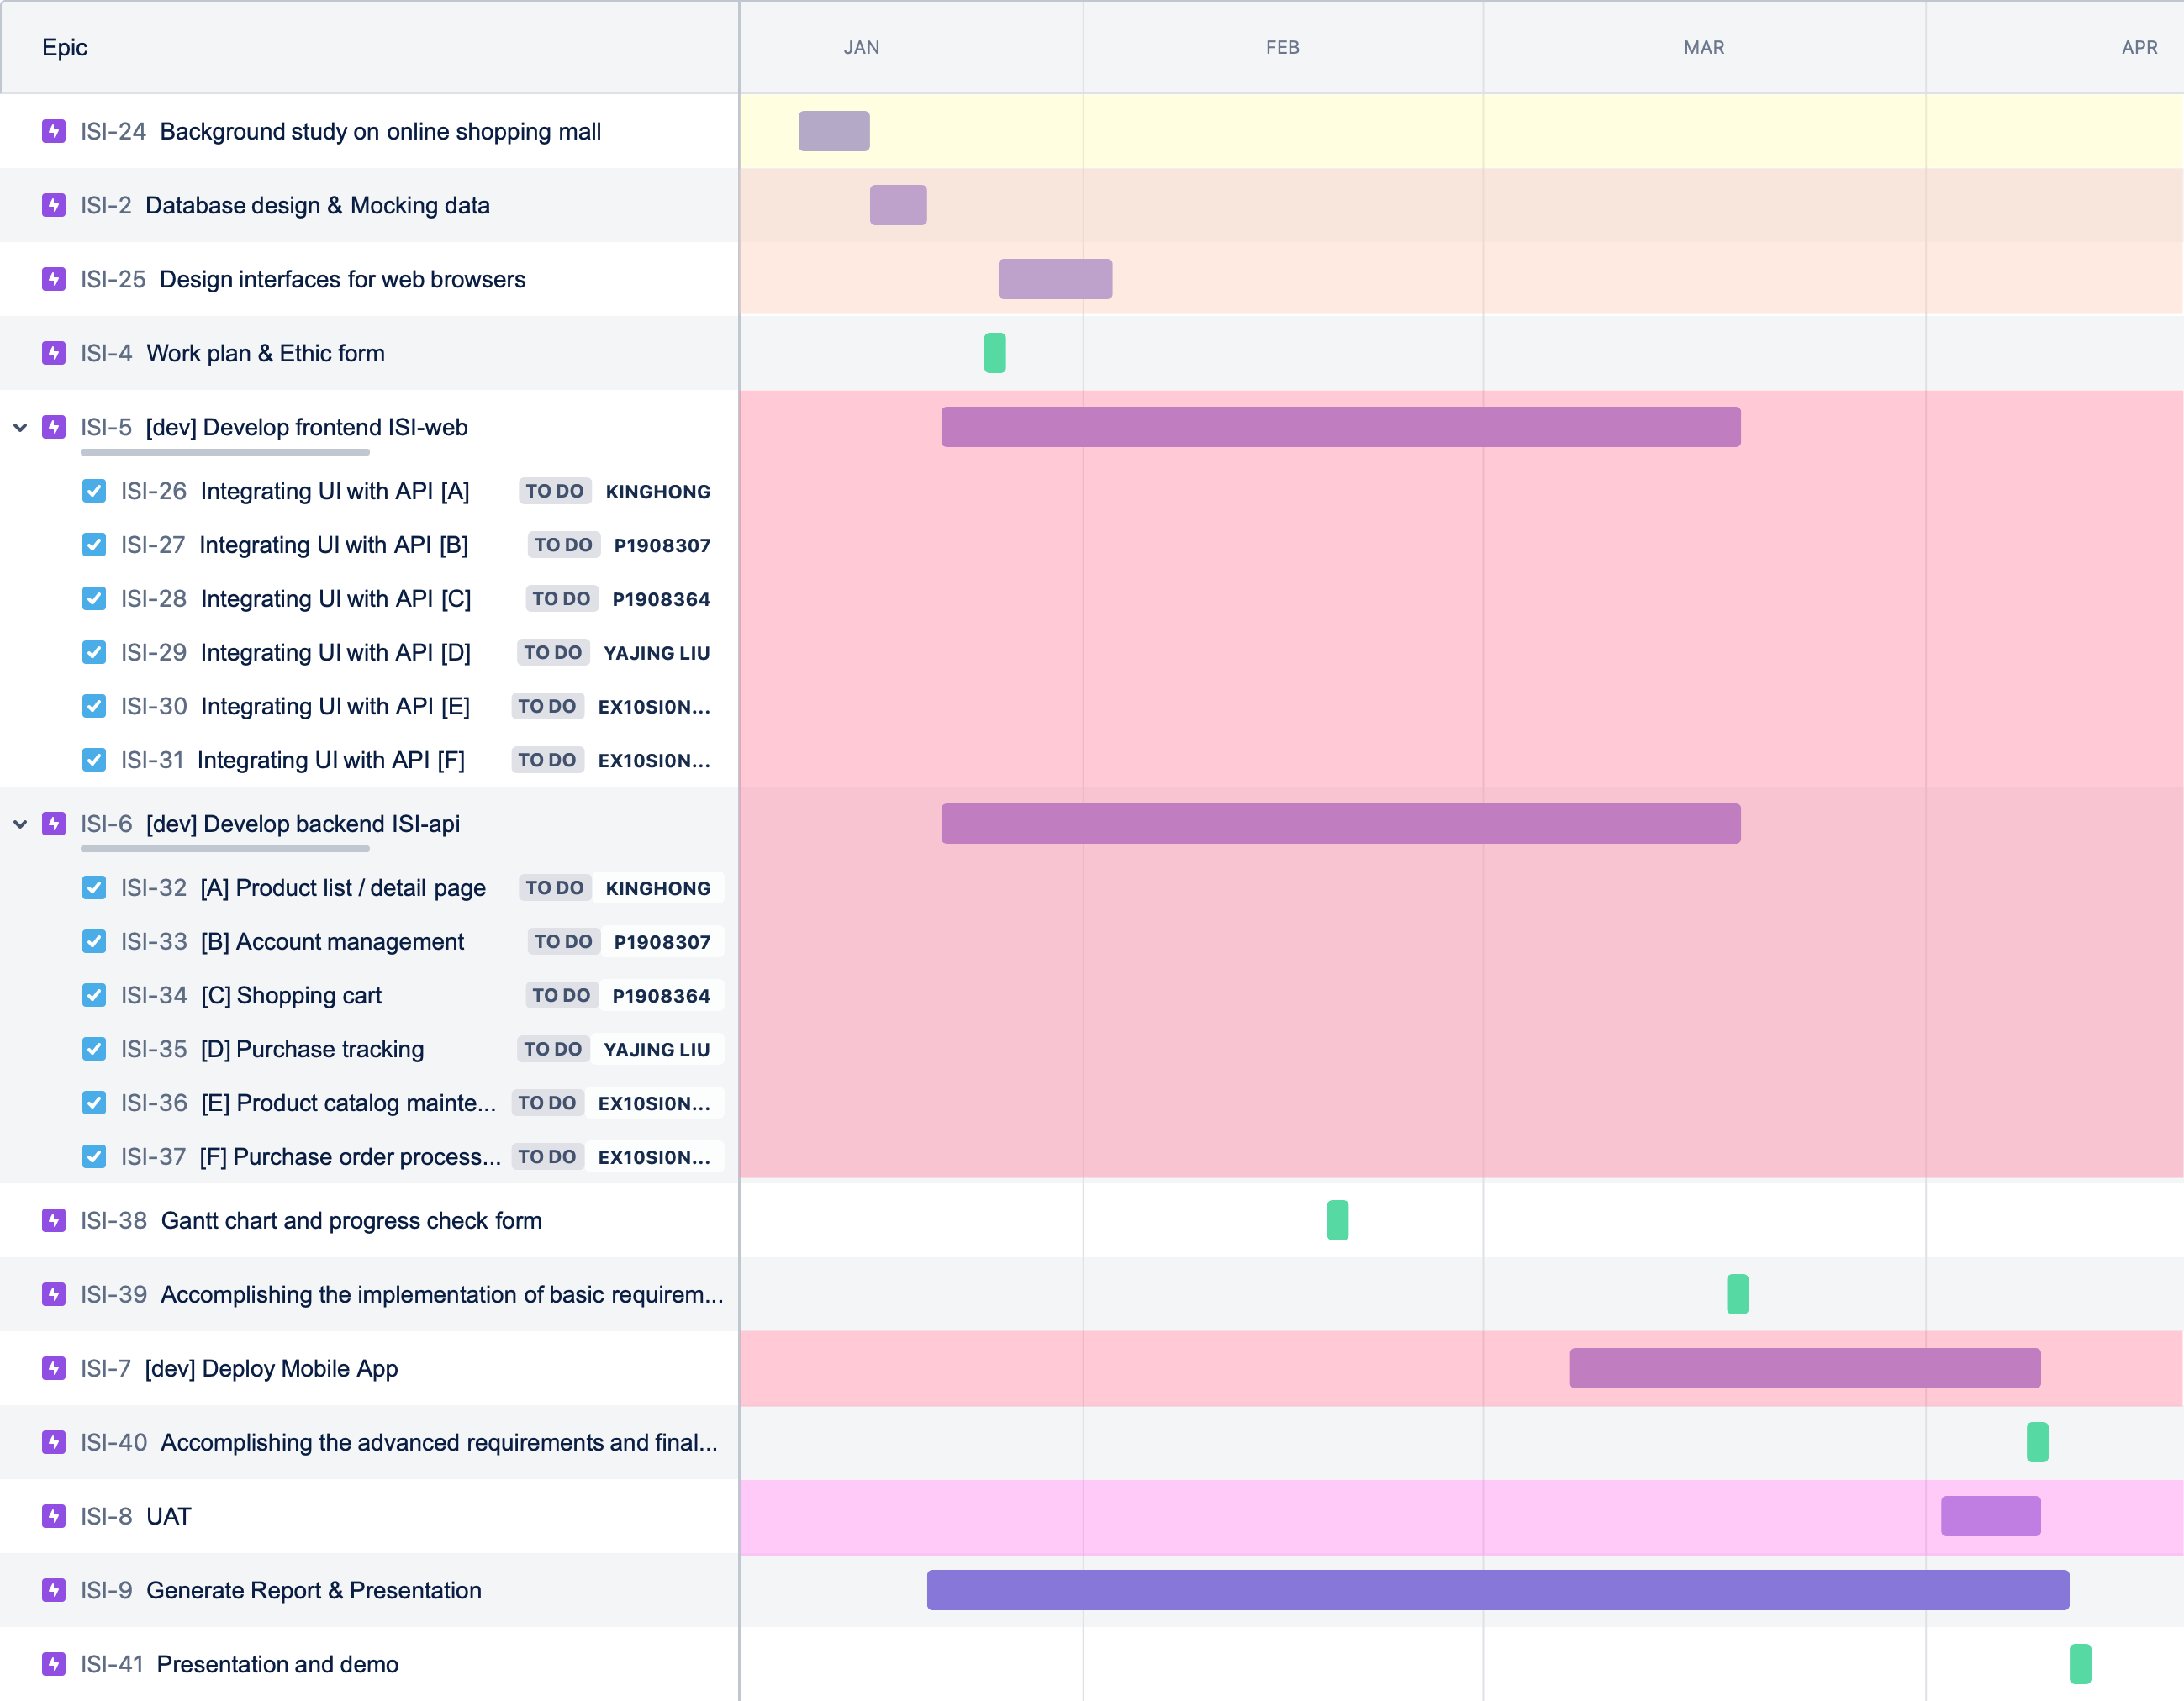 Epic JAN FEB MAR APR
ISI-24 Background study on online shopping mall
ISI-2 Database design & Mocking data
ISI-25 Design interfaces for web browsers
ISI-4 Work plan & Ethic form
ISI-5 [dev] Develop frontend ISI-web
ISI-26 Integrating UI with API [A] TO DO KINGHONG
ISI-27 Integrating UI with API [B] TO DO P1908307
ISI-28 Integrating UI with API [C] TO DO P1908364
ISI-29 Integrating UI with API [D] TO DO YAJING LIU
ISI-30 Integrating UI with API [E] TO DO EX10SI0N...
ISI-31 Integrating UI with API [F] TO DO EX10SI0N...
ISI-6 [dev] Develop backend ISI-api
ISI-32 [A] Product list / detail page TO DO KINGHONG
ISI-33 [B] Account management TO DO P1908307
ISI-34 [C] Shopping cart TO DO P1908364
ISI-35 [D] Purchase tracking TO DO YAJING LIU
ISI-36 [E] Product catalog mainte... TO DO EX10SI0N...
ISI-37 [F] Purchase order process... TO DO EX10SI0N...
ISI-38 Gantt chart and progress check form
ISI-39 Accomplishing the implementation of basic requirem...
ISI-7 [dev] Deploy Mobile App
ISI-40 Accomplishing the advanced requirements and final...
ISI-8 UAT
ISI-9 Generate Report & Presentation
ISI-41 Presentation and demo